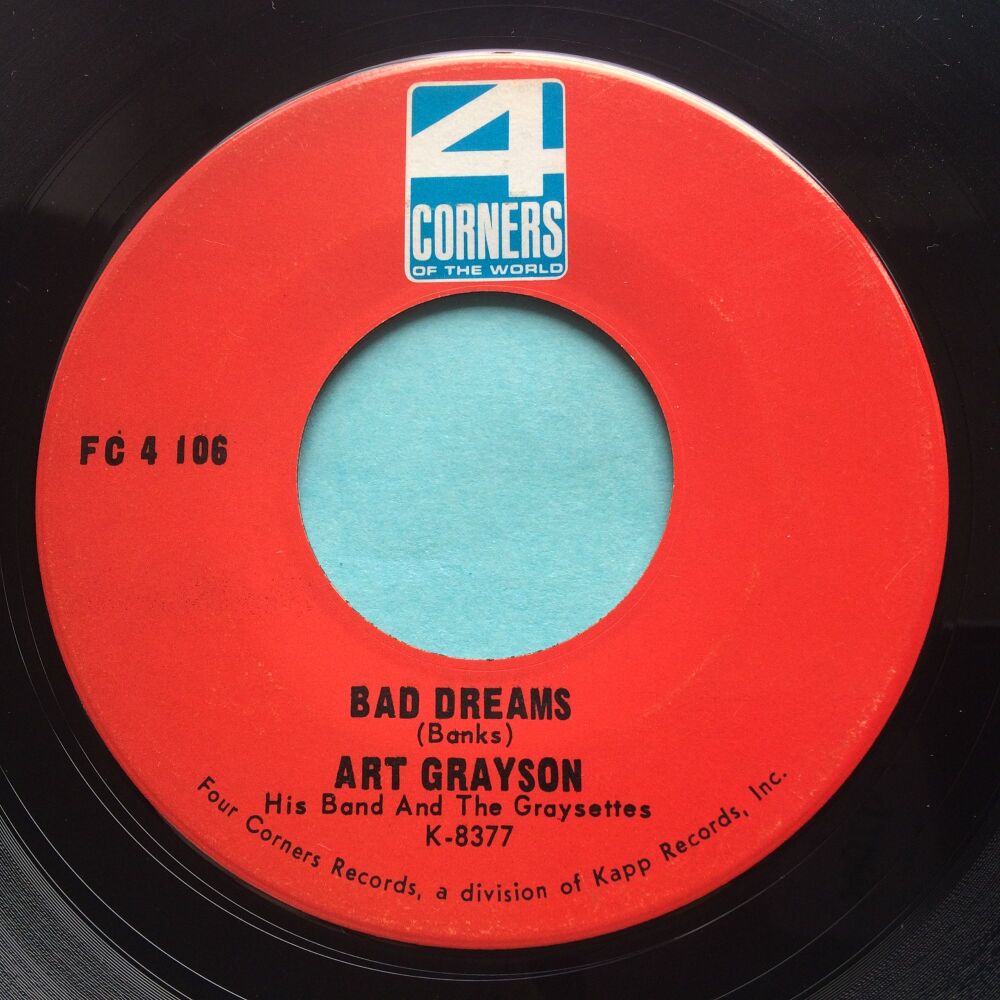 4
CORNERS
OF THE WORLD
FC 4 106
BAD DREAMS
(Banks)
ART GRAYSON
His Band And The Graysettes
K-8377
Four Corners Records, a division of Kapp Records, Inc.